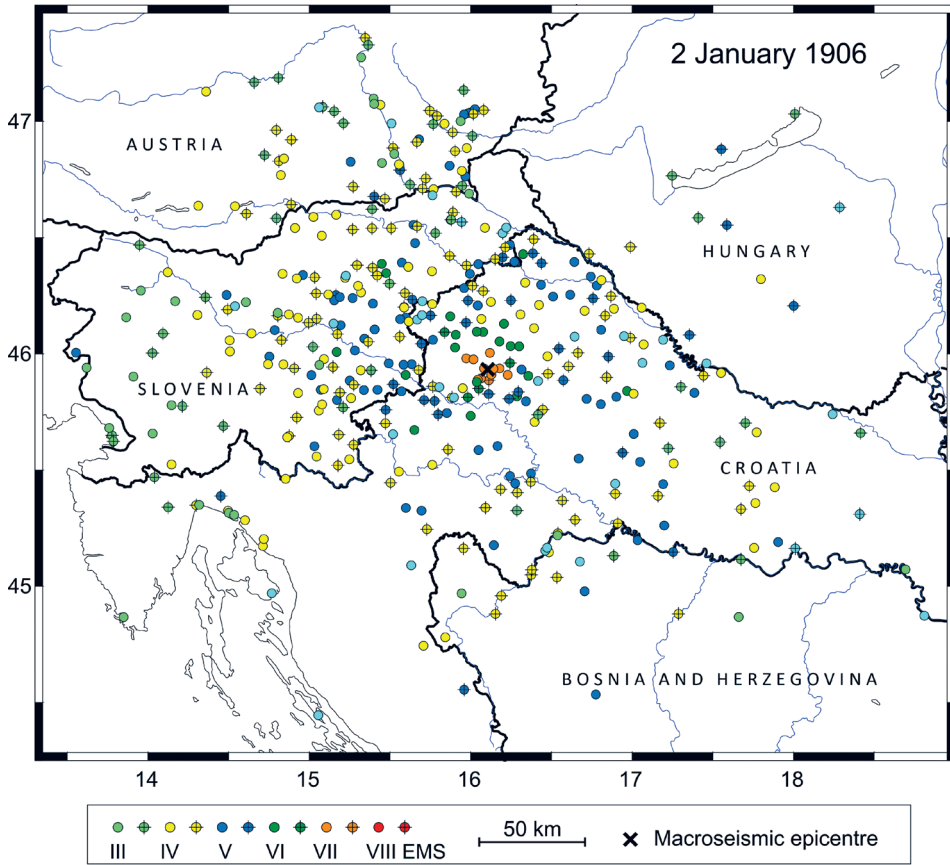 2 January 1906
47
AUSTRIA
HUNGARY
46
SLOVENIA
CROATIA
45
BOSNIA AND HERZEGOVINA
14 15 16 17 18
50 km
Macroseismic epicentre
III IV V VI VII VIII EMS